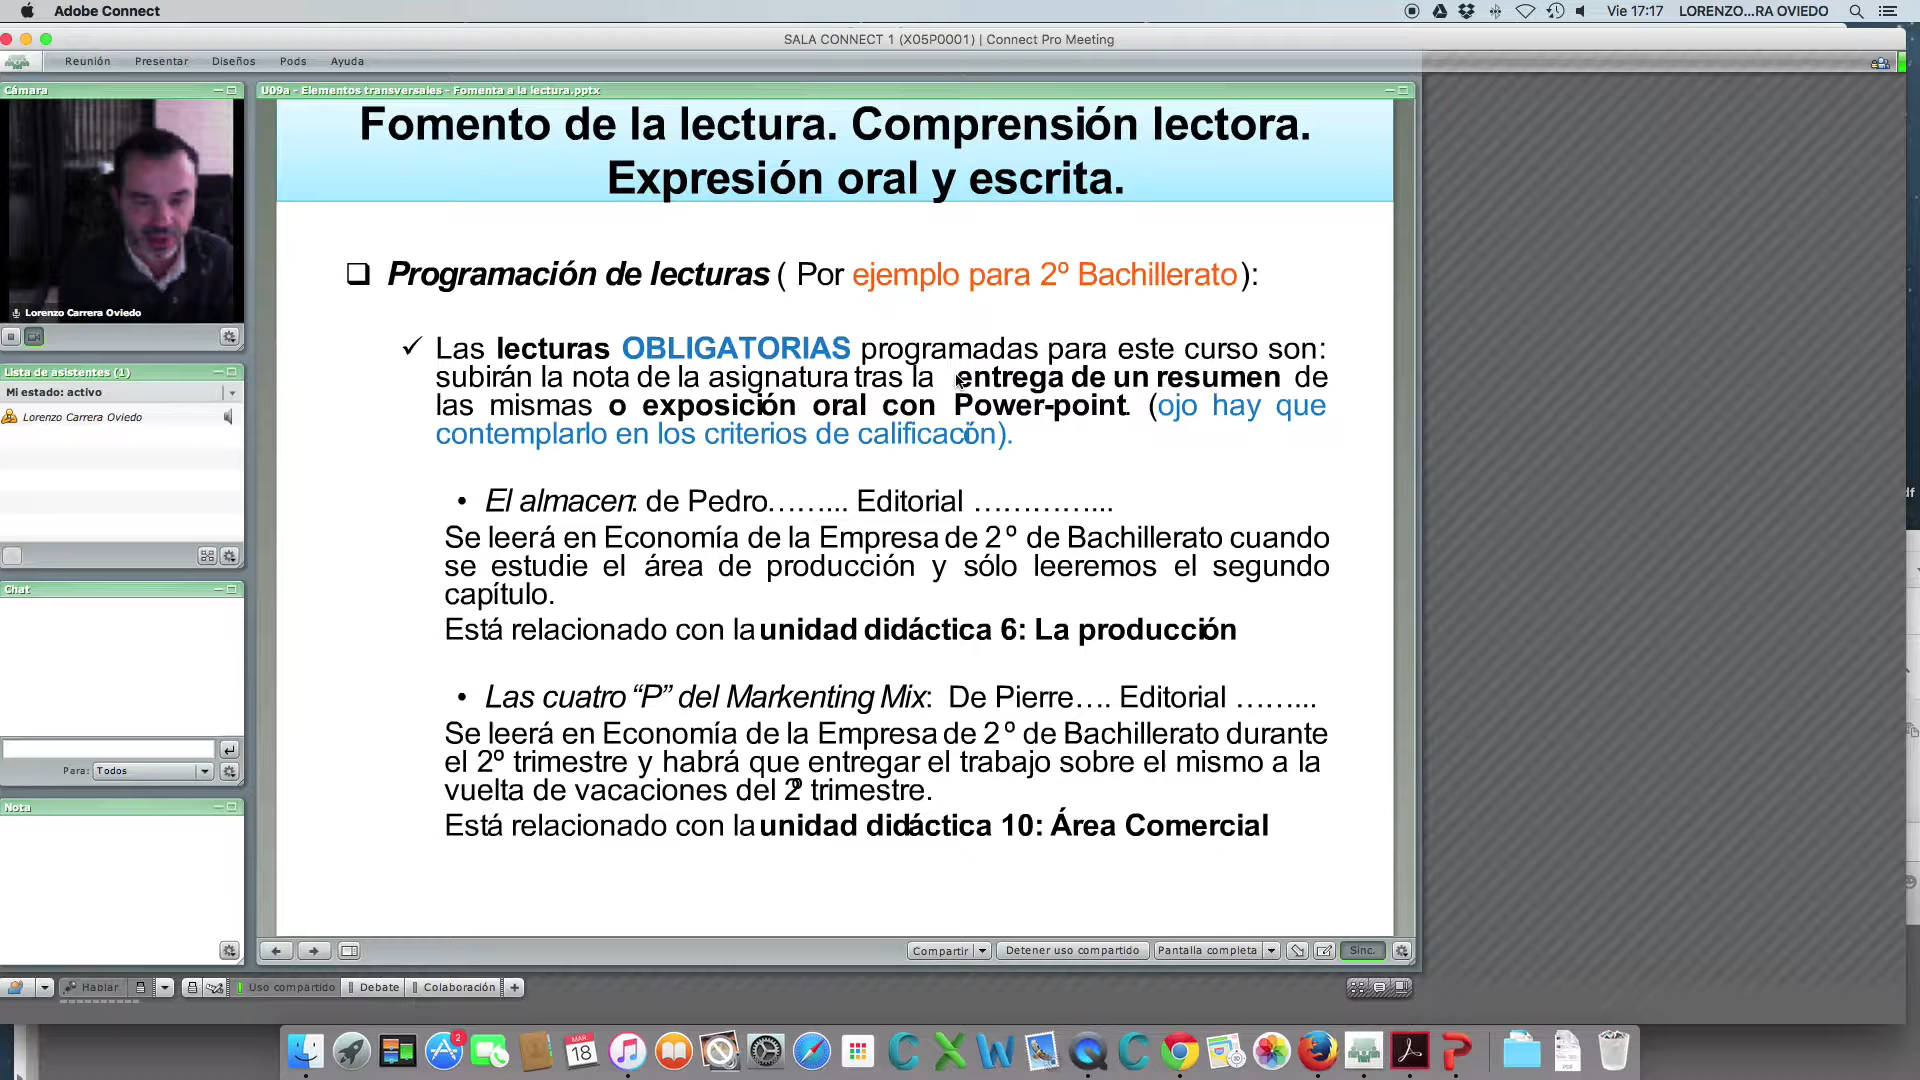 Adobe Connect
Vie 17:17 LORENZO...RA OVIEDO
SALA CONNECT 1 (X05P0001) | Connect Pro Meeting
Reunión Presentar Diseños Pods Ayuda
Cámara
Lorenzo Carrera Oviedo
Lista de asistentes (1)
Mi estado: activo
Lorenzo Carrera Oviedo
Chat
Para: Todos
Nota
U09a - Elementos transversales - Fomenta a la lectura.pptx
Fomento de la lectura. Comprensión lectora.
Expresión oral y escrita.
Programación de lecturas ( Por ejemplo para 2º Bachillerato):
Las lecturas OBLIGATORIAS programadas para este curso son:
subirán la nota de la asignatura tras la entrega de un resumen de
las mismas o exposición oral con Power-point. (ojo hay que
contemplarlo en los criterios de calificación).
• El almacen: de Pedro…….. Editorial …………...
Se leerá en Economía de la Empresa de 2º de Bachillerato cuando
se estudie el área de producción y sólo leeremos el segundo
capítulo.
Está relacionado con la unidad didáctica 6: La producción
• Las cuatro “P” del Markenting Mix: De Pierre…. Editorial ……...
Se leerá en Economía de la Empresa de 2º de Bachillerato durante
el 2º trimestre y habrá que entregar el trabajo sobre el mismo a la
vuelta de vacaciones del 2º trimestre.
Está relacionado con la unidad didáctica 10: Área Comercial
Compartir Detener uso compartido Pantalla completa Sinc.
Hablar Uso compartido Debate Colaboración
2
MAR
18
df
PDF